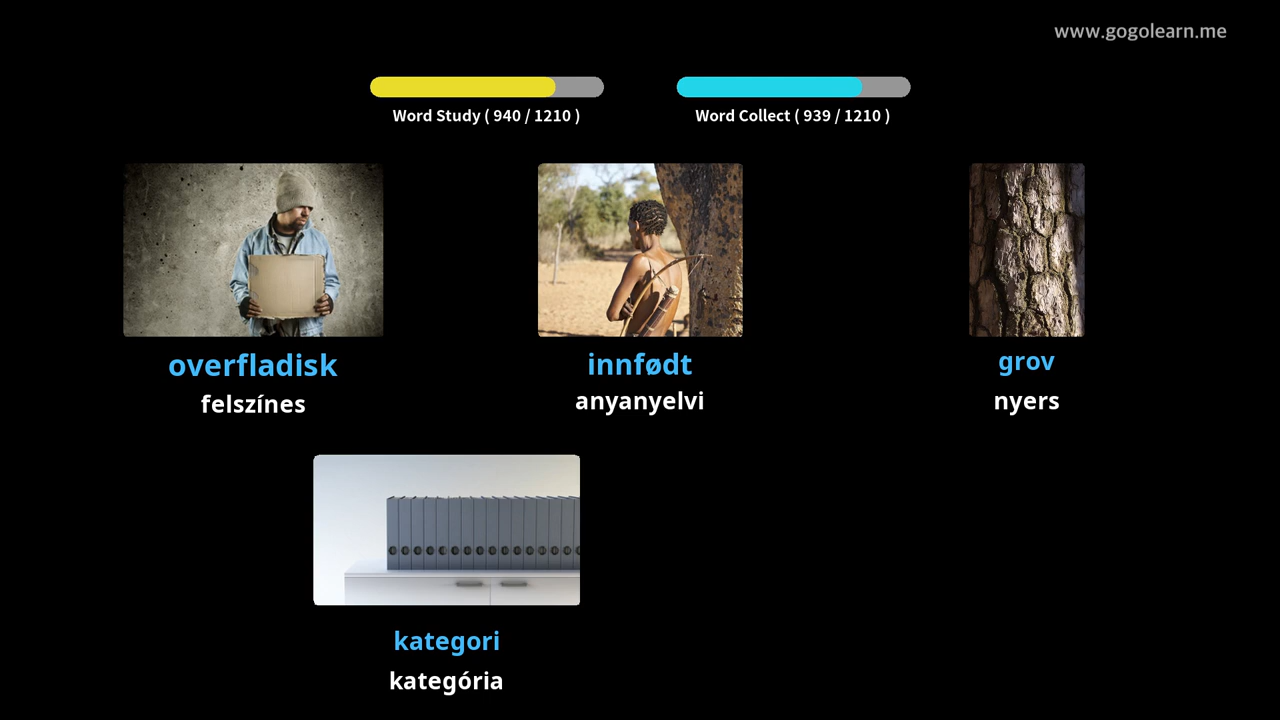 www.gogolearn.me
Word Study ( 940 / 1210 )
Word Collect ( 939 / 1210 )
overfladisk
felszínes
innfødt
anyanyelvi
grov
nyers
kategori
kategória